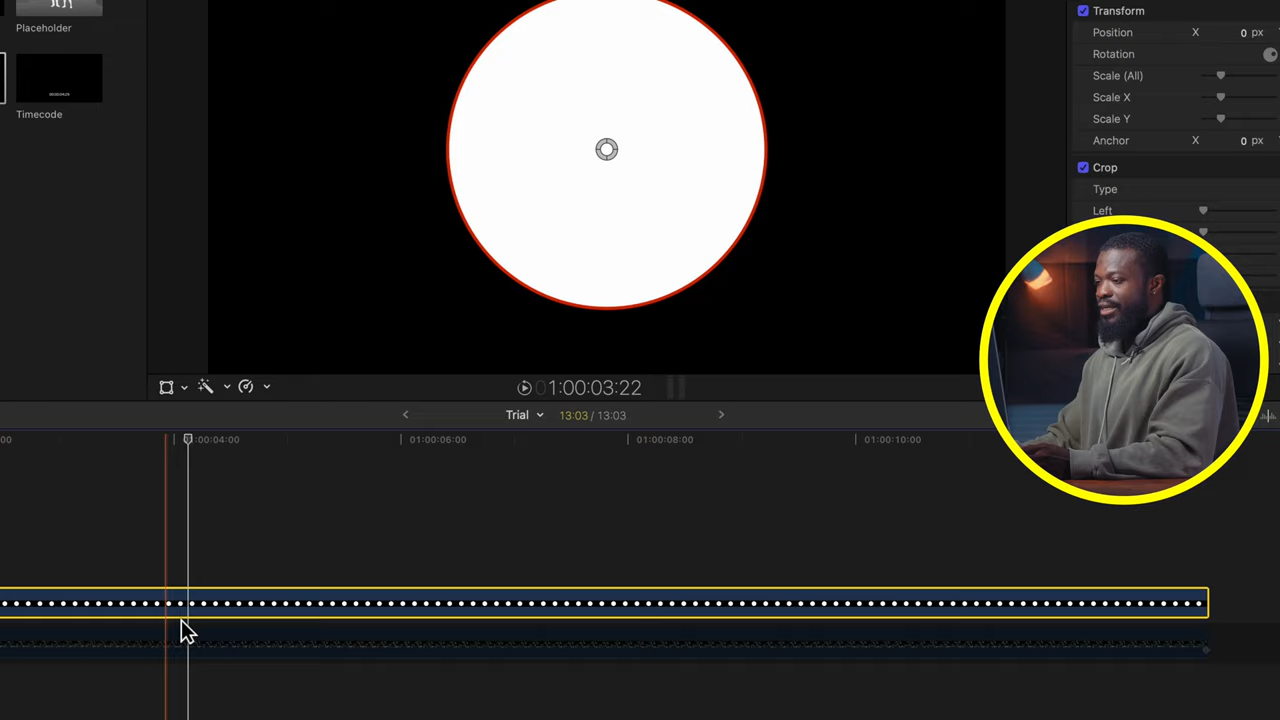 Placeholder
Timecode
Transform
Position X 0 px
Rotation
Scale (All)
Scale X
Scale Y
Anchor X 0 px
Crop
Type
Left
01:00:03:22
Trial 13:03 / 13:03
:00:04:00
01:00:06:00
01:00:08:00
01:00:10:00